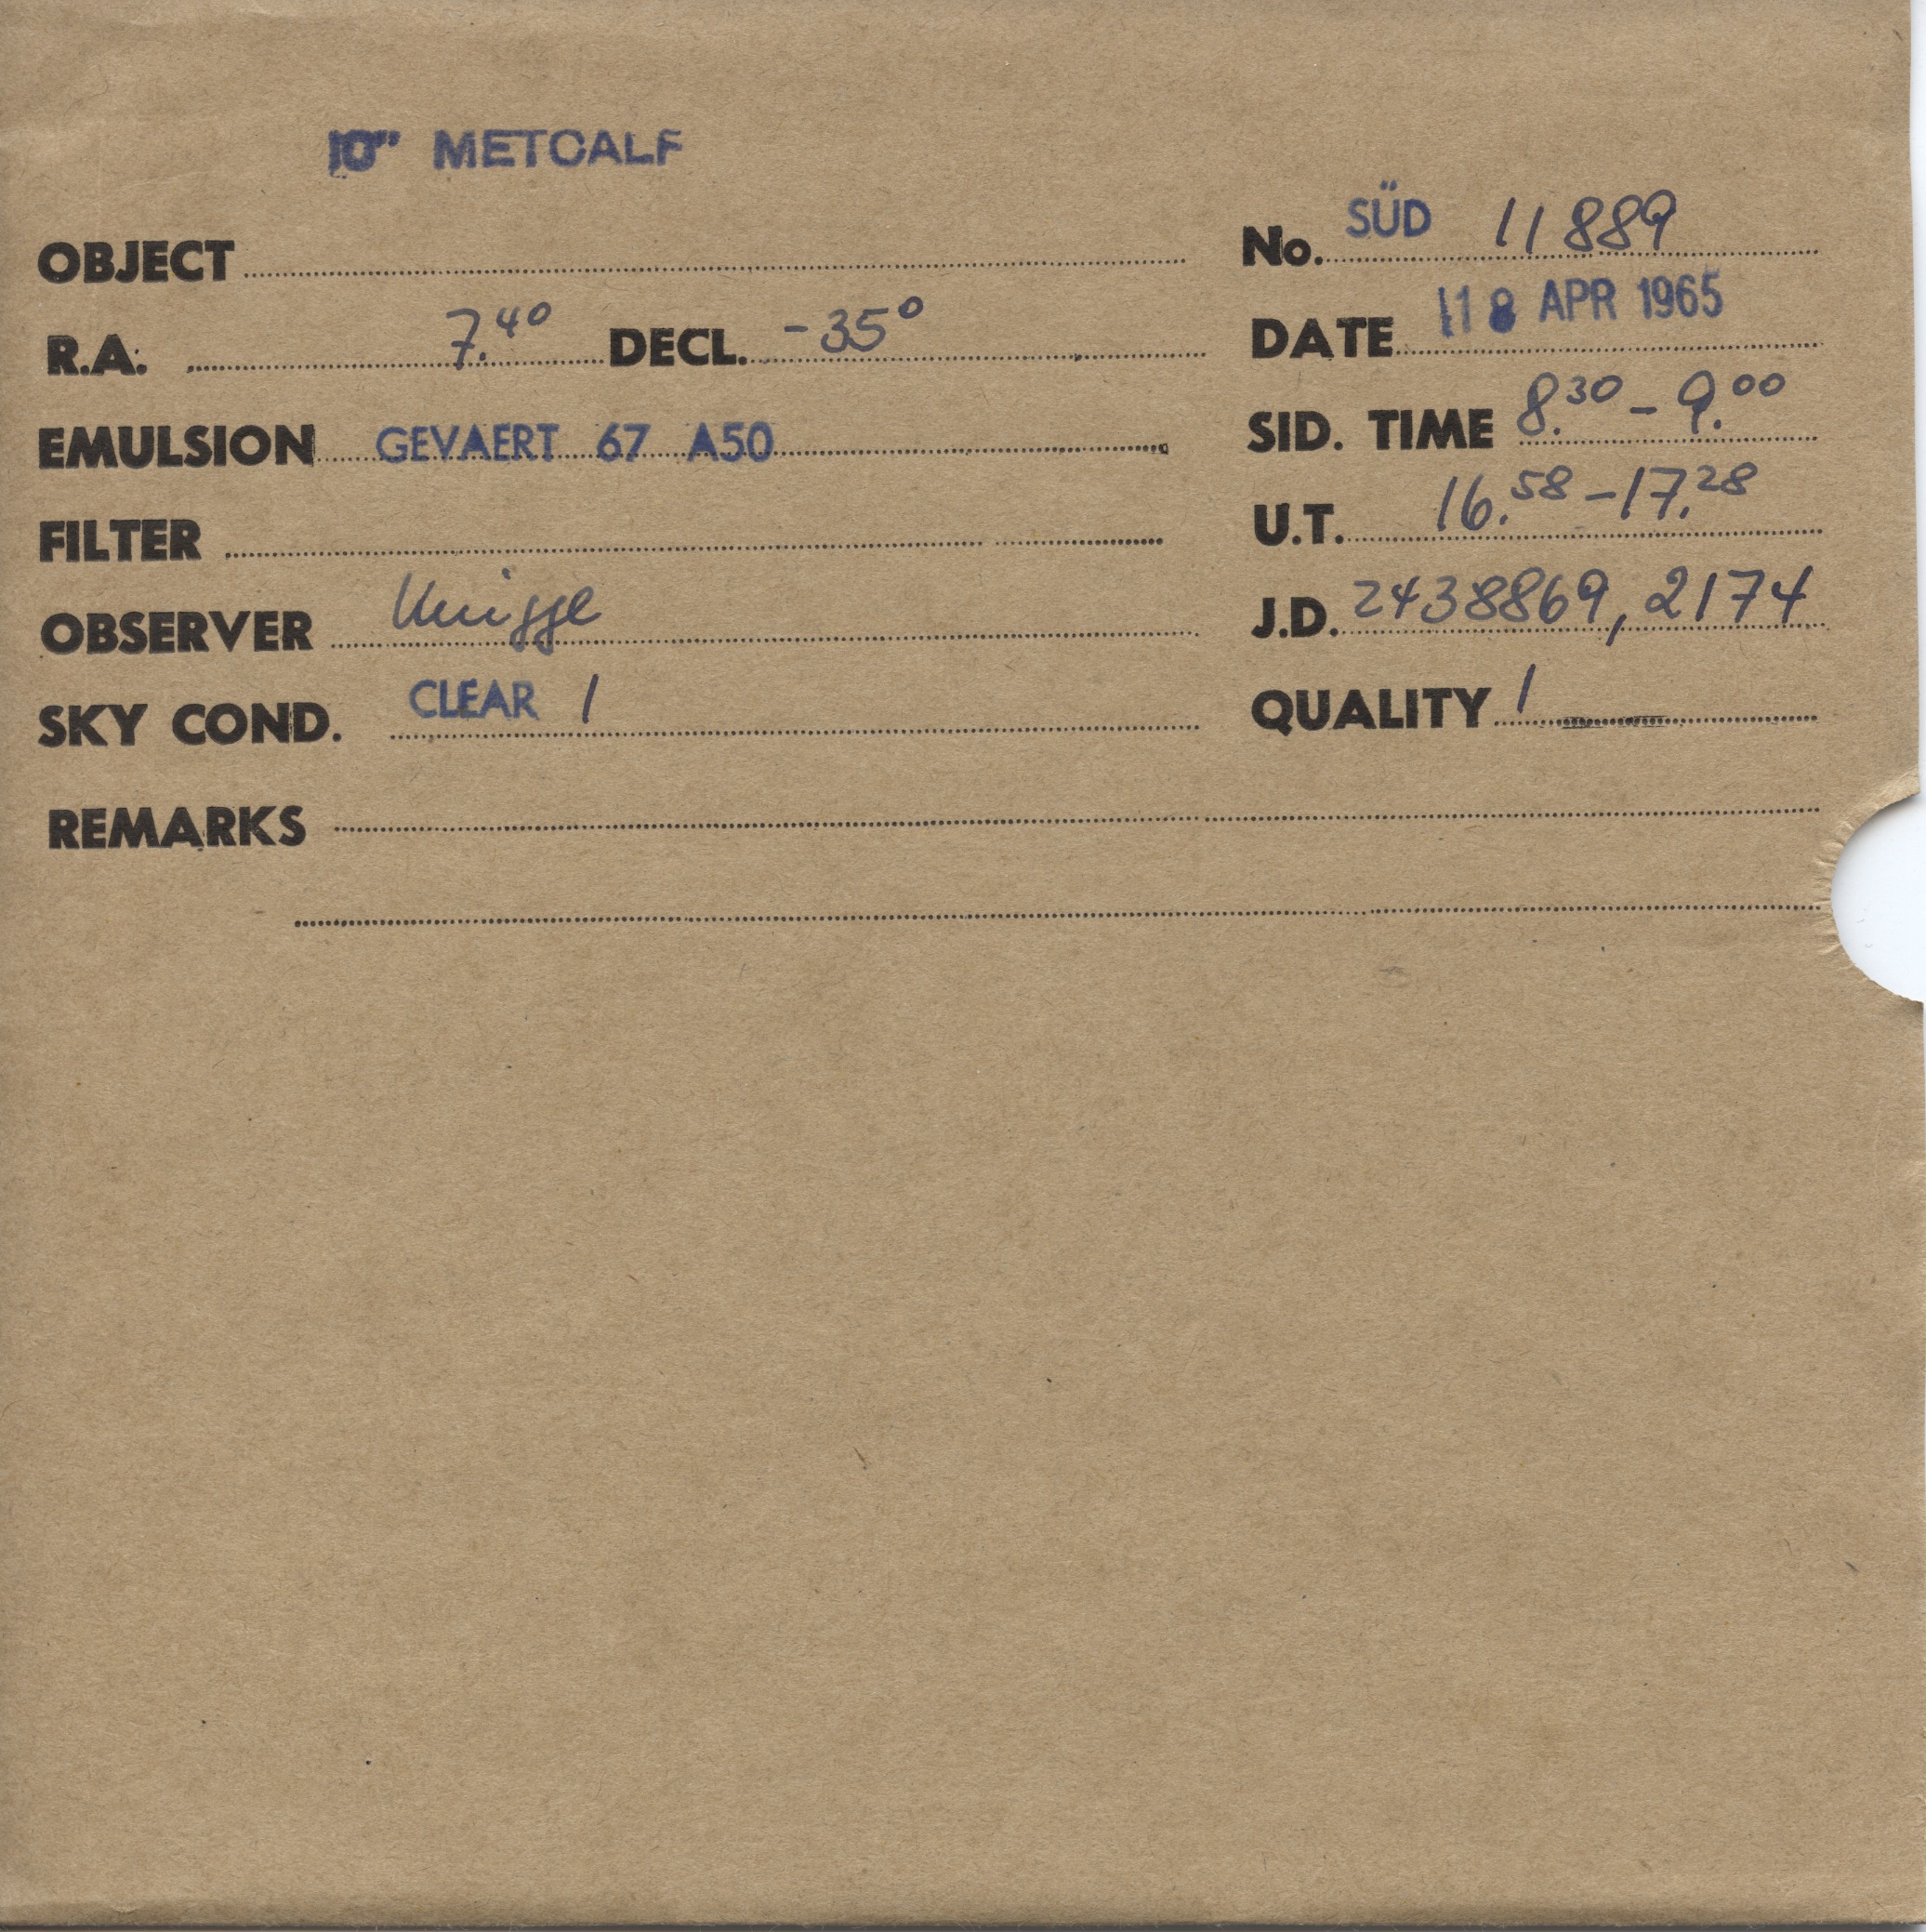 10" METCALF
OBJECT No. SÜD 11889
R.A. 7.40 DECL. -35° DATE 18 APR 1965
EMULSION GEVAERT 67 A50 SID. TIME 8.30 - 9.00
FILTER U.T. 16.58 - 17.28
OBSERVER Knigge J.D. 2438869,2174
SKY COND. CLEAR 1 QUALITY 1
REMARKS